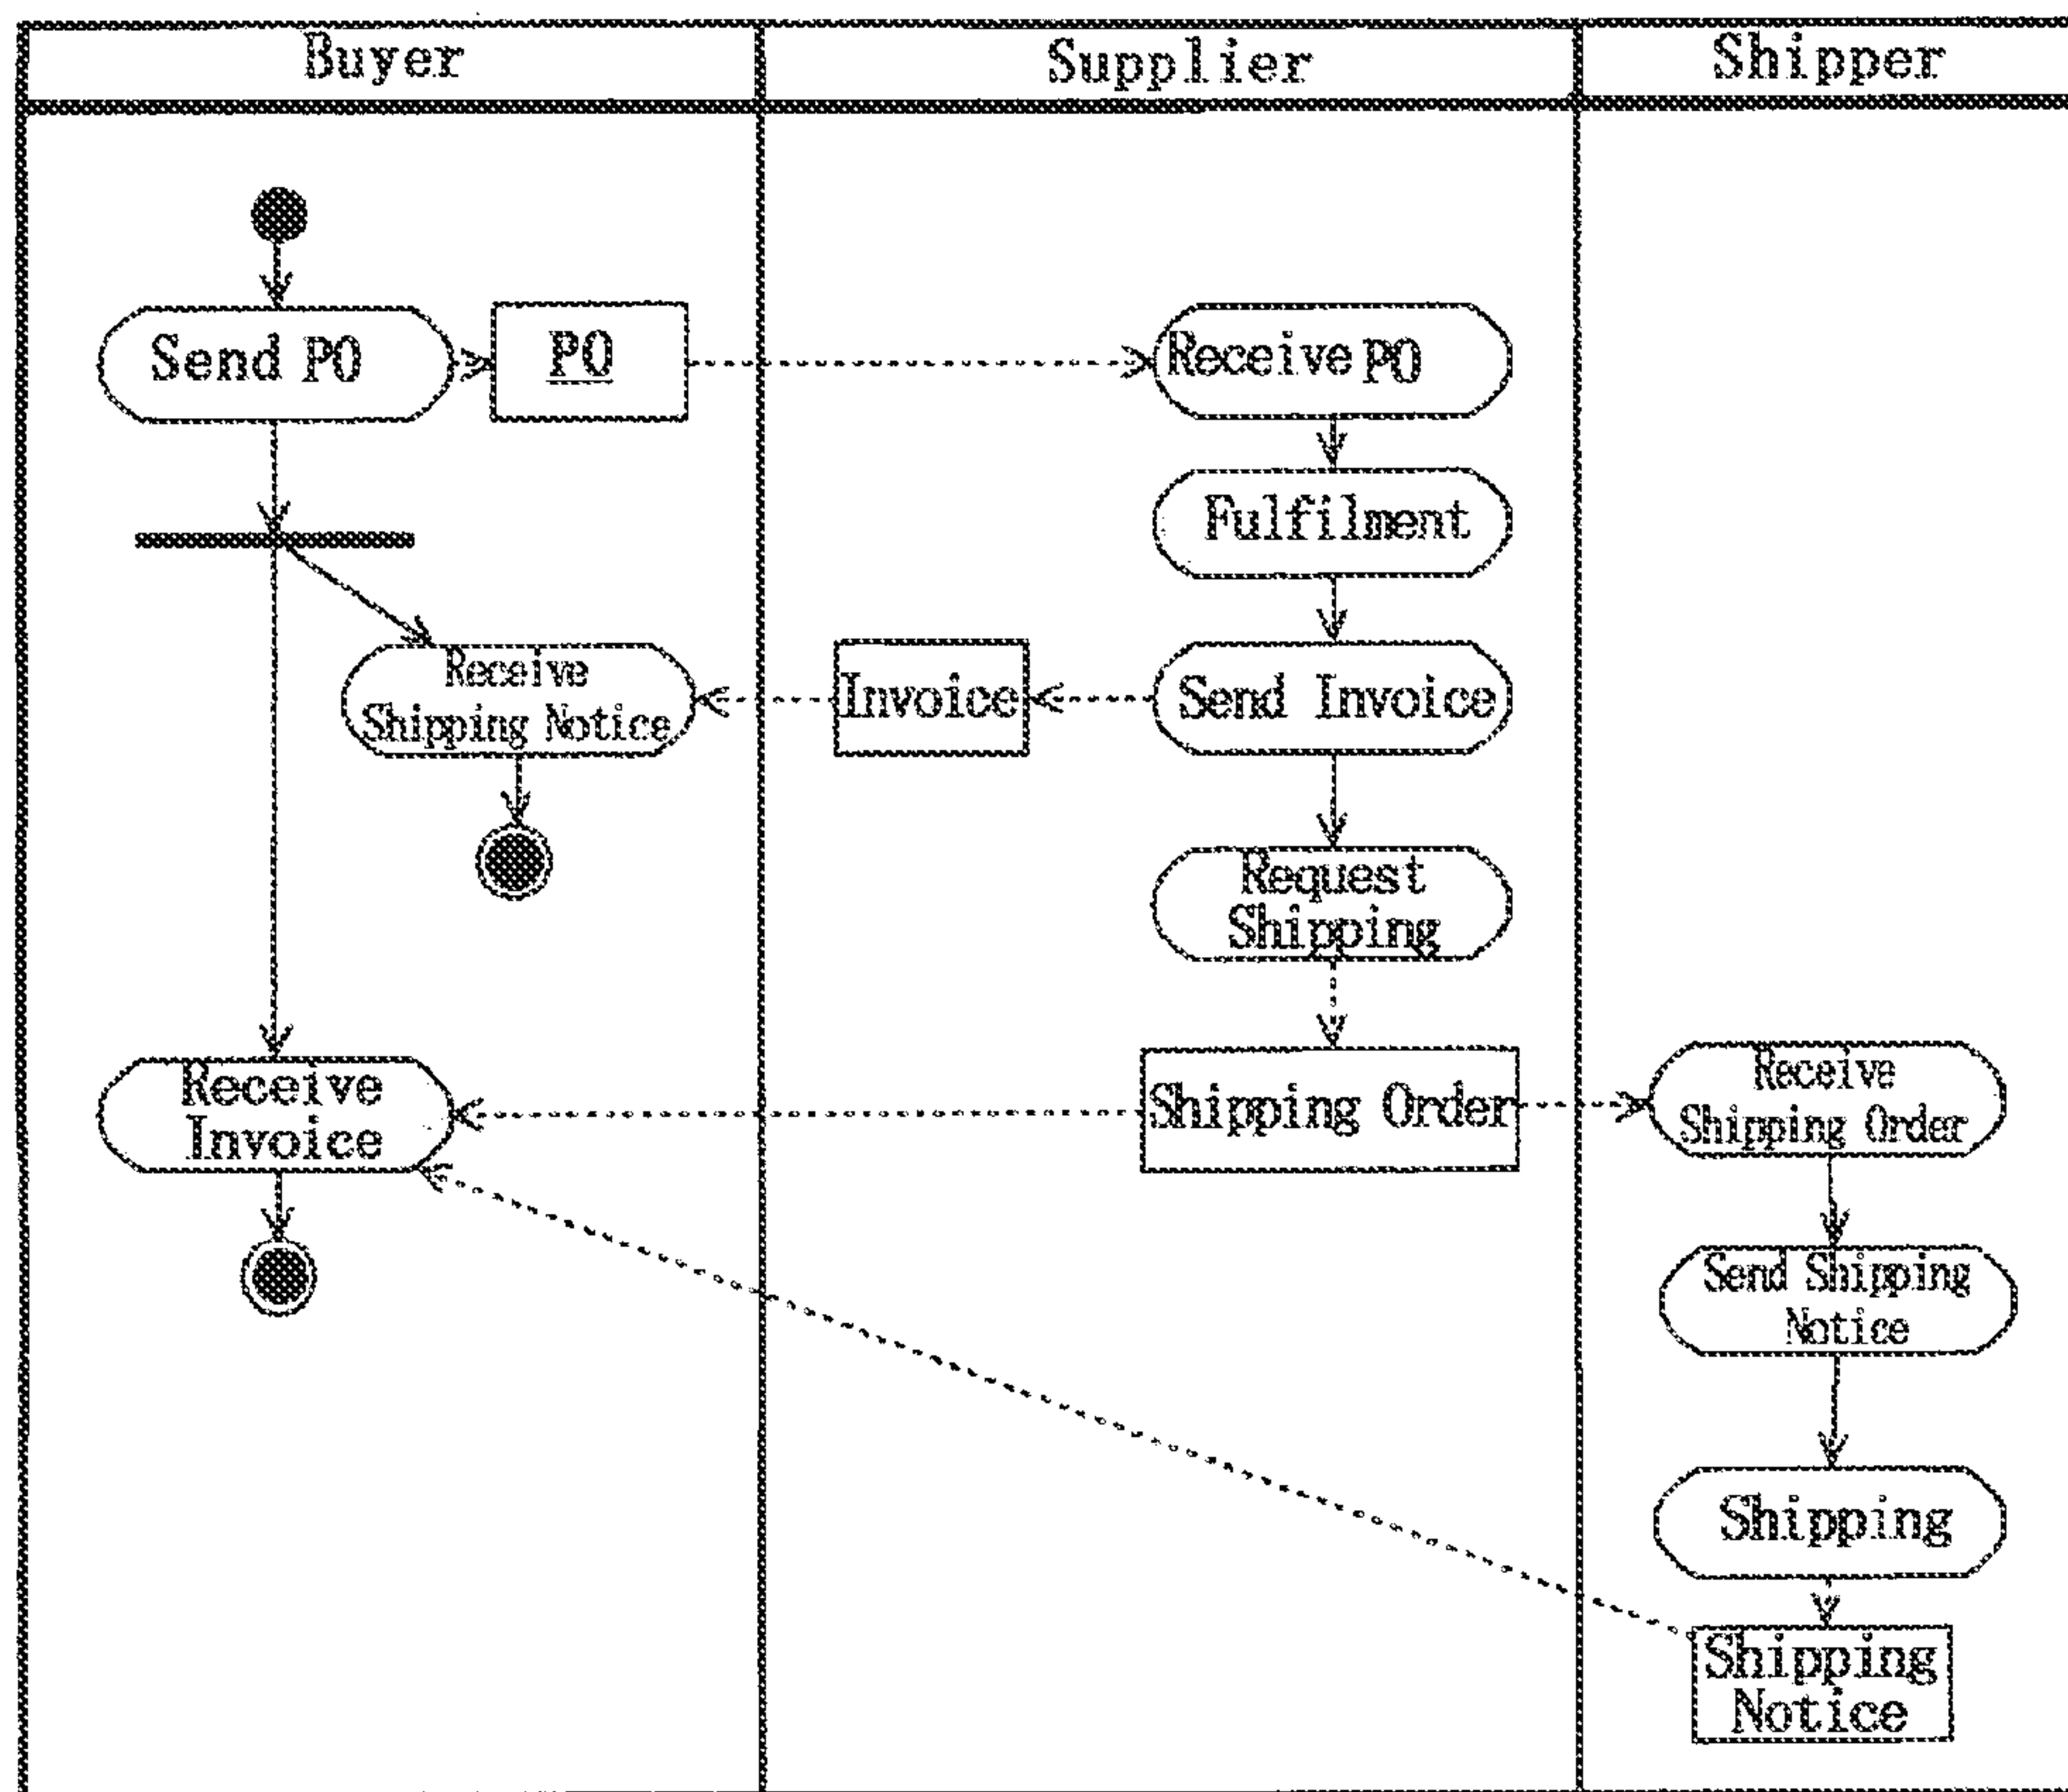 Buyer
Supplier
Shipper
Send PO
PO
Receive PO
Fulfilment
Receive
Shipping Notice
Invoice
Send Invoice
Request
Shipping
Receive
Invoice
Shipping Order
Receive
Shipping Order
Send Shipping
Notice
Shipping
Shipping
Notice